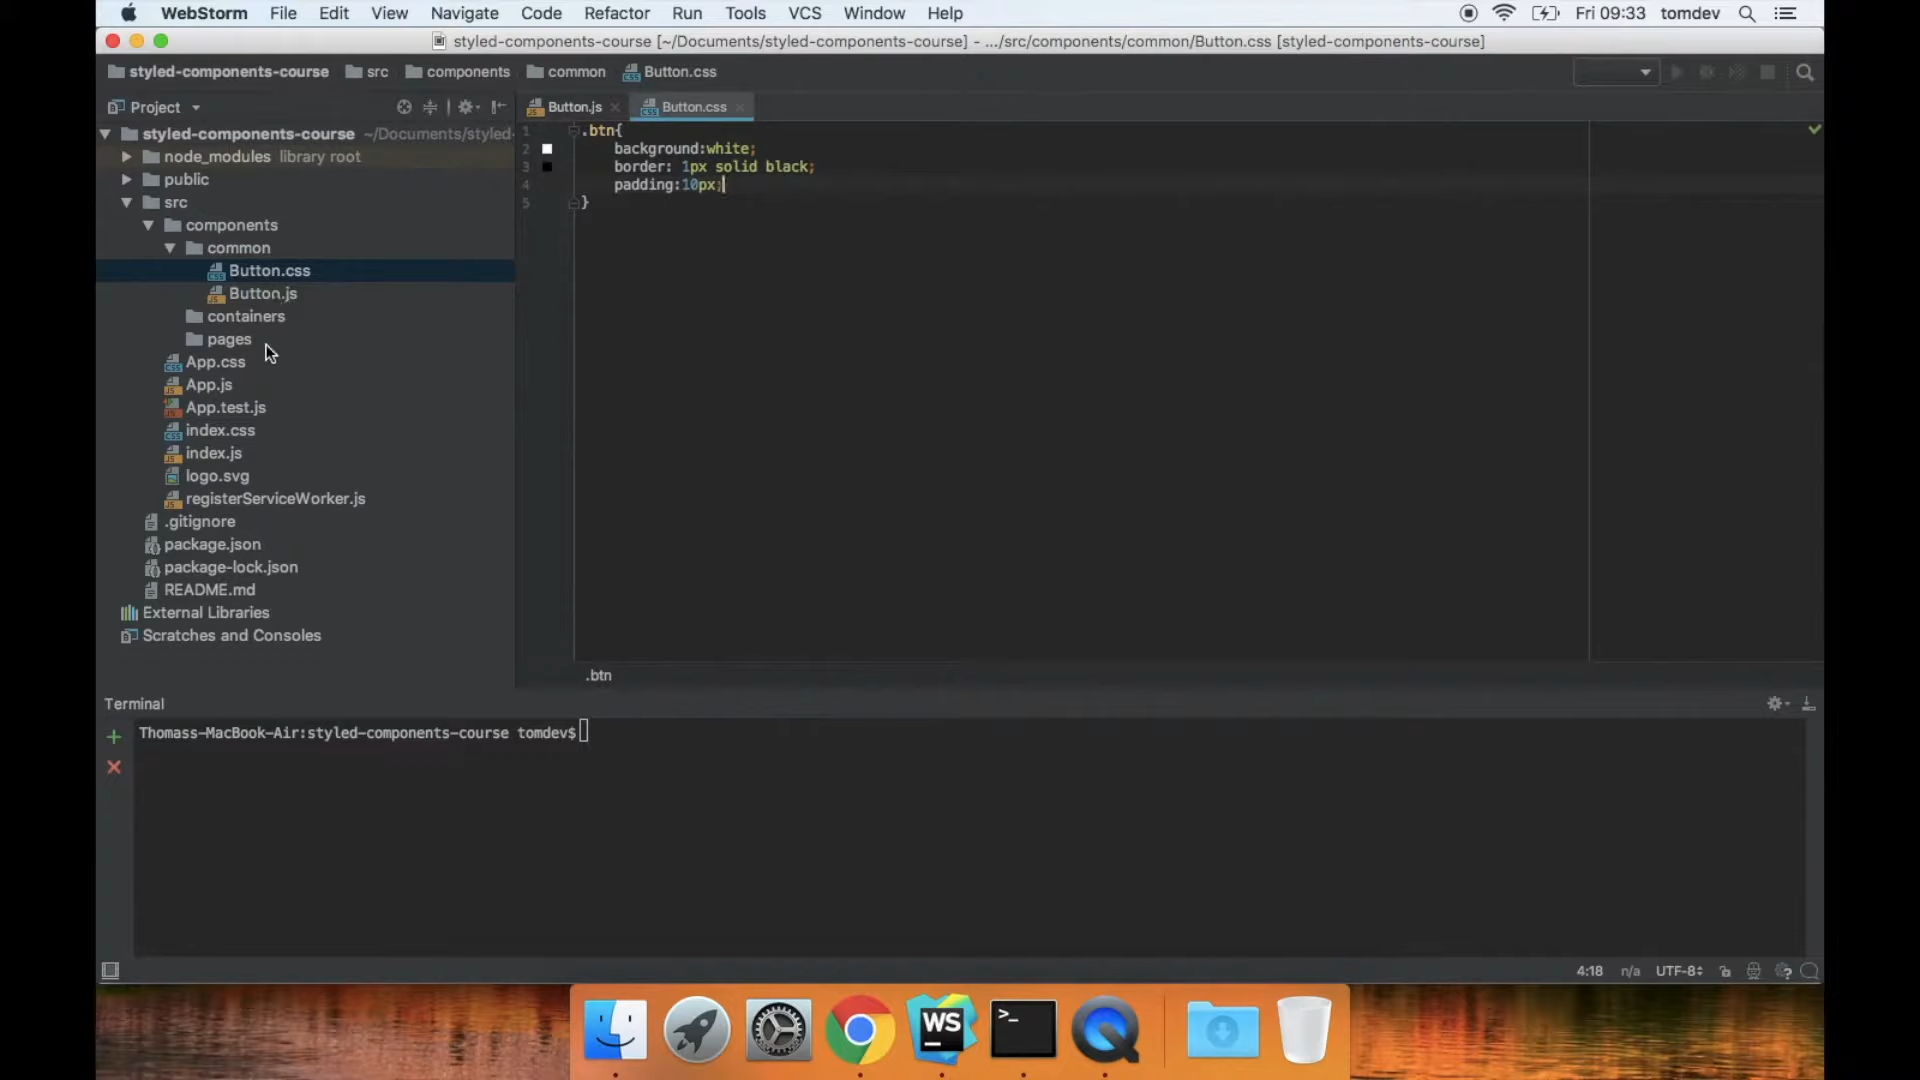 WebStorm File Edit View Navigate Code Refactor Run Tools VCS Window Help Fri 09:33 tomdev
styled-components-course [~/Documents/styled-components-course] - .../src/components/common/Button.css [styled-components-course]
styled-components-course src components common Button.css
Project
Button.js Button.css
styled-components-course ~/Documents/styled-
node_modules library root
public
src
components
common
Button.css
Button.js
containers
pages
App.css
App.js
App.test.js
index.css
index.js
logo.svg
registerServiceWorker.js
.gitignore
package.json
package-lock.json
README.md
External Libraries
Scratches and Consoles
1 .btn{
2 background:white;
3 border: 1px solid black;
4 padding:10px;
5 }
.btn
Terminal
Thomass-MacBook-Air:styled-components-course tomdev$
4:18 n/a UTF-8
WS
>_